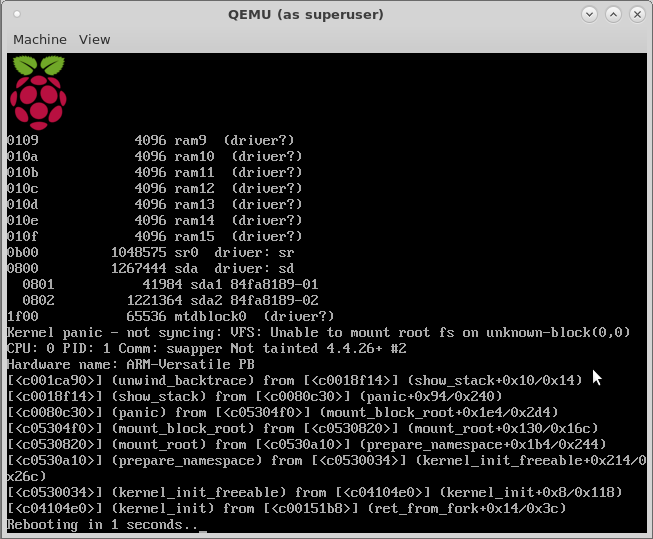 QEMU (as superuser)
Machine View
0109 4096 ram9 (driver?)
010a 4096 ram10 (driver?)
010b 4096 ram11 (driver?)
010c 4096 ram12 (driver?)
010d 4096 ram13 (driver?)
010e 4096 ram14 (driver?)
010f 4096 ram15 (driver?)
0b00 1048575 sr0 driver: sr
0800 1267444 sda driver: sd
0801 41984 sda1 84fa8189-01
0802 1221364 sda2 84fa8189-02
1f00 65536 mtdblock0 (driver?)
Kernel panic - not syncing: VFS: Unable to mount root fs on unknown-block(0,0)
CPU: 0 PID: 1 Comm: swapper Not tainted 4.4.26+ #2
Hardware name: ARM-Versatile PB
[<c001ca90>] (unwind_backtrace) from [<c0018f14>] (show_stack+0x10/0x14)
[<c0018f14>] (show_stack) from [<c0080c30>] (panic+0x94/0x240)
[<c0080c30>] (panic) from [<c05304f0>] (mount_block_root+0x1e4/0x2d4)
[<c05304f0>] (mount_block_root) from [<c0530820>] (mount_root+0x130/0x16c)
[<c0530820>] (mount_root) from [<c0530a10>] (prepare_namespace+0x1b4/0x244)
[<c0530a10>] (prepare_namespace) from [<c0530034>] (kernel_init_freeable+0x214/0
x26c)
[<c0530034>] (kernel_init_freeable) from [<c04104e0>] (kernel_init+0x8/0x118)
[<c04104e0>] (kernel_init) from [<c00151b8>] (ret_from_fork+0x14/0x3c)
Rebooting in 1 seconds.._